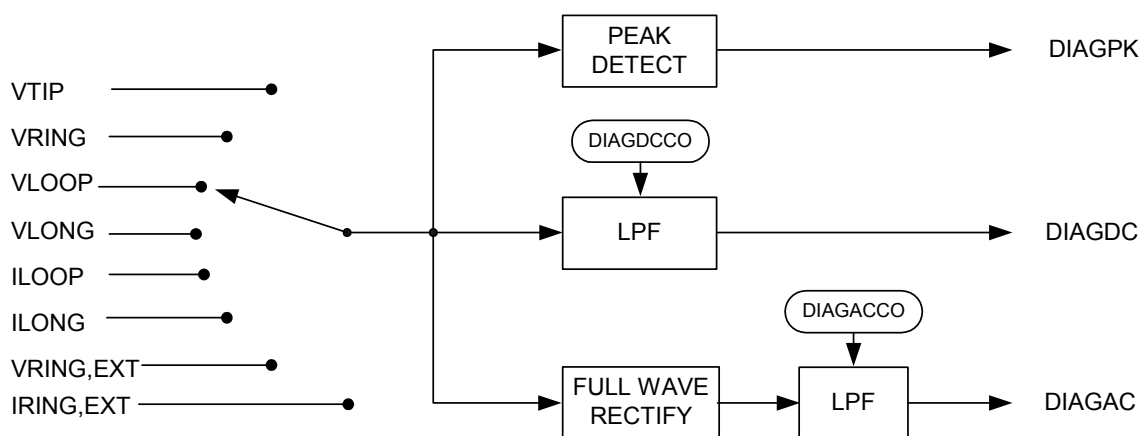 PEAK
DETECT
DIAGPK
VTIP
VRING
DIAGDCCO
VLOOP
VLONG
LPF
DIAGDC
ILOOP
ILONG
DIAGACCO
VRING,EXT
IRING,EXT
FULL WAVE
RECTIFY
LPF
DIAGAC